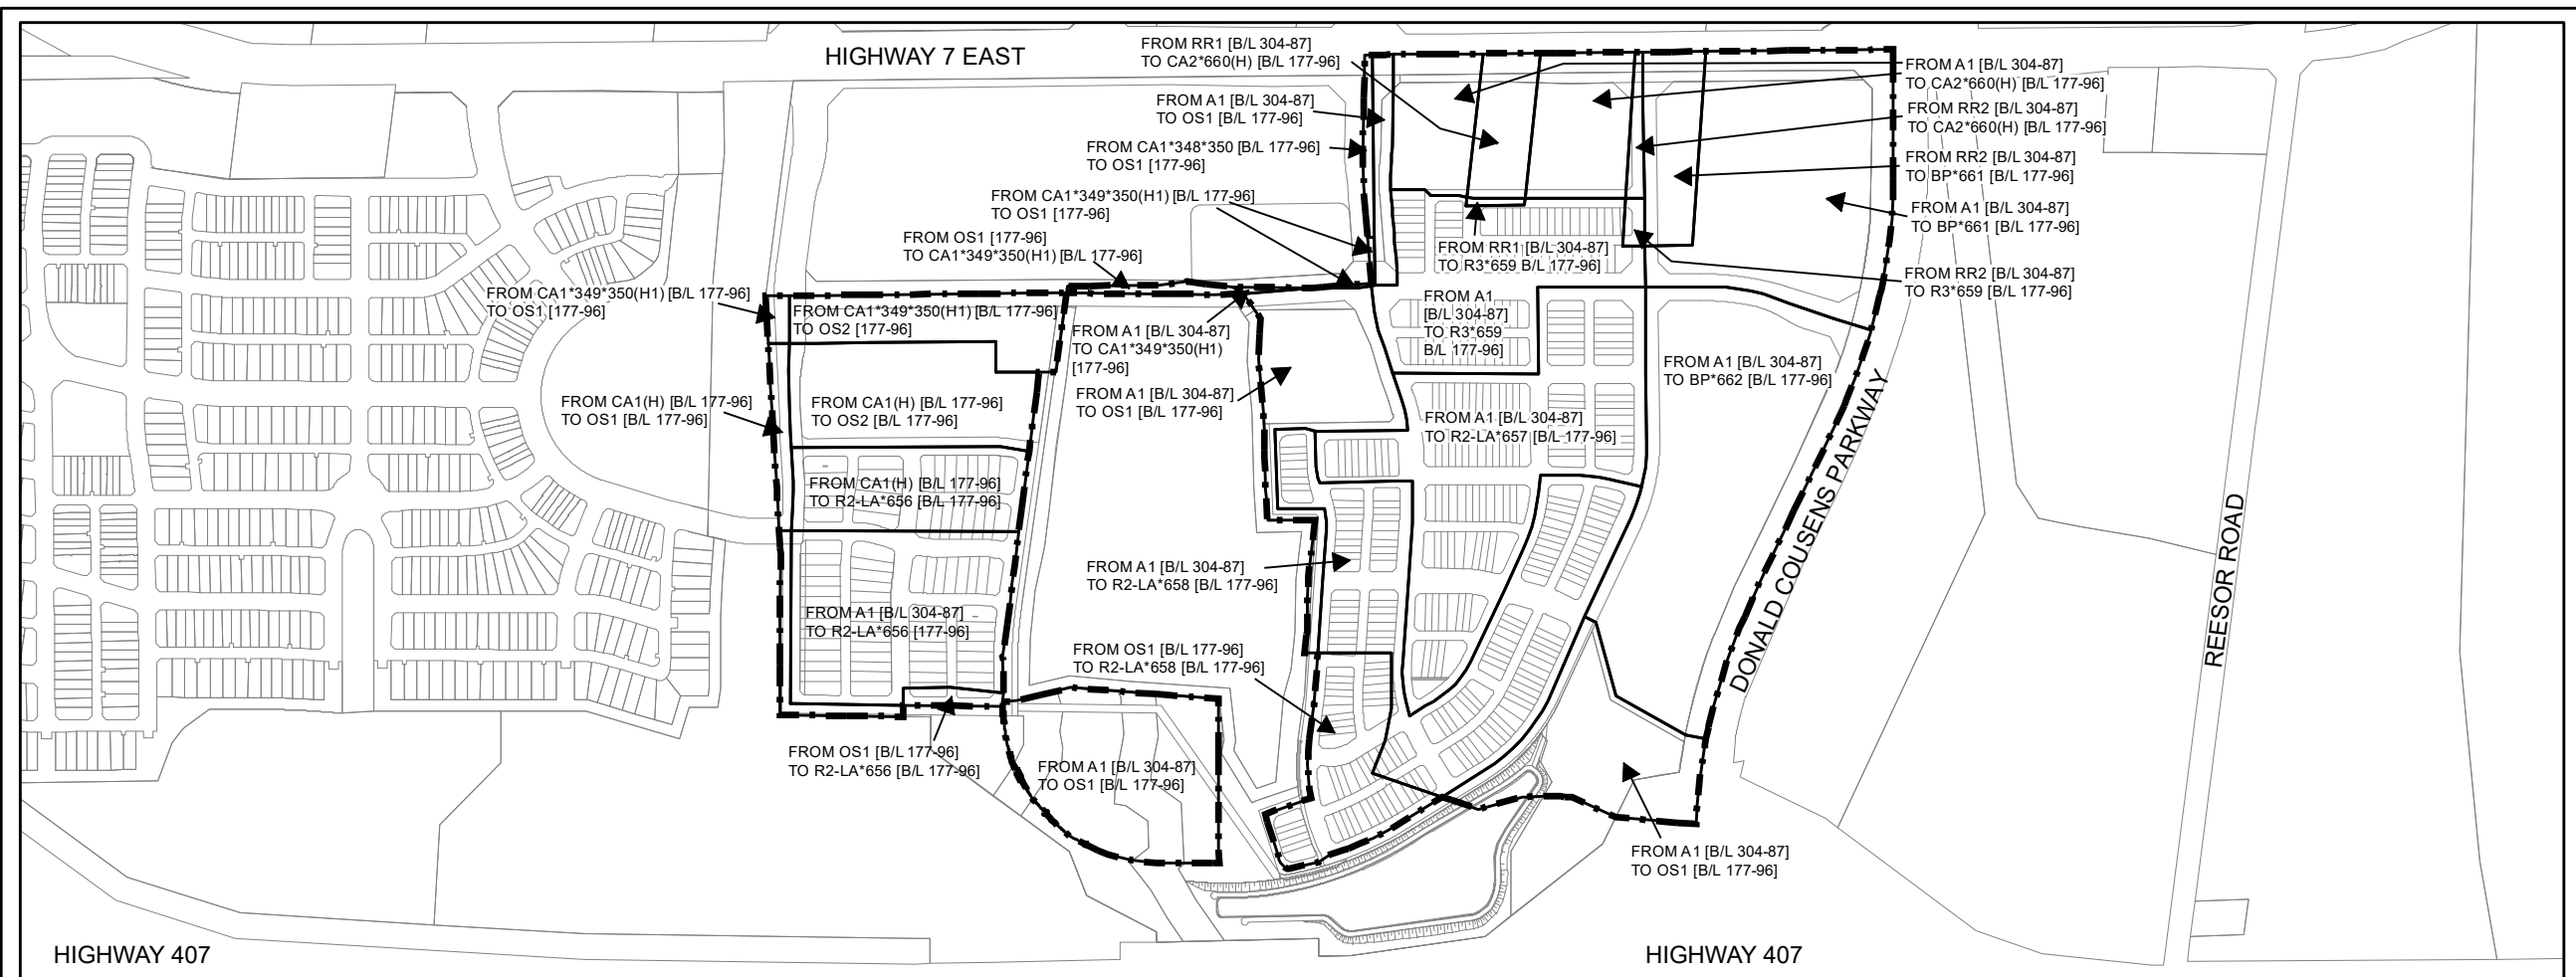 HIGHWAY 7 EAST
FROM RR1 [B/L 304-87]
TO CA2*660(H) [B/L 177-96]
FROM A1 [B/L 304-87]
TO CA2*660(H) [B/L 177-96]
FROM A1 [B/L 304-87]
TO OS1 [B/L 177-96]
FROM RR2 [B/L 304-87]
TO CA2*660(H) [B/L 177-96]
FROM CA1*348*350 [B/L 177-96]
TO OS1 [177-96]
FROM RR2 [B/L 304-87]
TO BP*661 [B/L 177-96]
FROM CA1*349*350(H1) [B/L 177-96]
TO OS1 [177-96]
FROM A1 [B/L 304-87]
TO BP*661 [B/L 177-96]
FROM OS1 [177-96]
TO CA1*349*350(H1) [B/L 177-96]
FROM RR1 [B/L 304-87]
TO R3*659 B/L 177-96]
FROM RR2 [B/L 304-87]
TO R3*659 [B/L 177-96]
FROM CA1*349*350(H1) [B/L 177-96]
TO OS1 [177-96]
FROM CA1*349*350(H1) [B/L 177-96]
TO OS2 [177-96]
FROM A1
[B/L 304-87]
TO R3*659
B/L 177-96]
FROM A1 [B/L 304-87]
TO CA1*349*350(H1)
[177-96]
FROM A1 [B/L 304-87]
TO BP*662 [B/L 177-96]
FROM A1 [B/L 304-87]
TO OS1 [B/L 177-96]
FROM CA1(H) [B/L 177-96]
TO OS1 [B/L 177-96]
FROM CA1(H) [B/L 177-96]
TO OS2 [B/L 177-96]
FROM A1 [B/L 304-87]
TO R2-LA*657 [B/L 177-96]
FROM CA1(H) [B/L 177-96]
TO R2-LA*656 [B/L 177-96]
DONALD COUSENS PARKWAY
REESOR ROAD
FROM A1 [B/L 304-87]
TO R2-LA*658 [B/L 177-96]
FROM A1 [B/L 304-87]
TO R2-LA*656 [177-96]
FROM OS1 [B/L 177-96]
TO R2-LA*658 [B/L 177-96]
FROM OS1 [B/L 177-96]
TO R2-LA*656 [B/L 177-96]
FROM A1 [B/L 304-87]
TO OS1 [B/L 177-96]
FROM A1 [B/L 304-87]
TO OS1 [B/L 177-96]
HIGHWAY 407
HIGHWAY 407